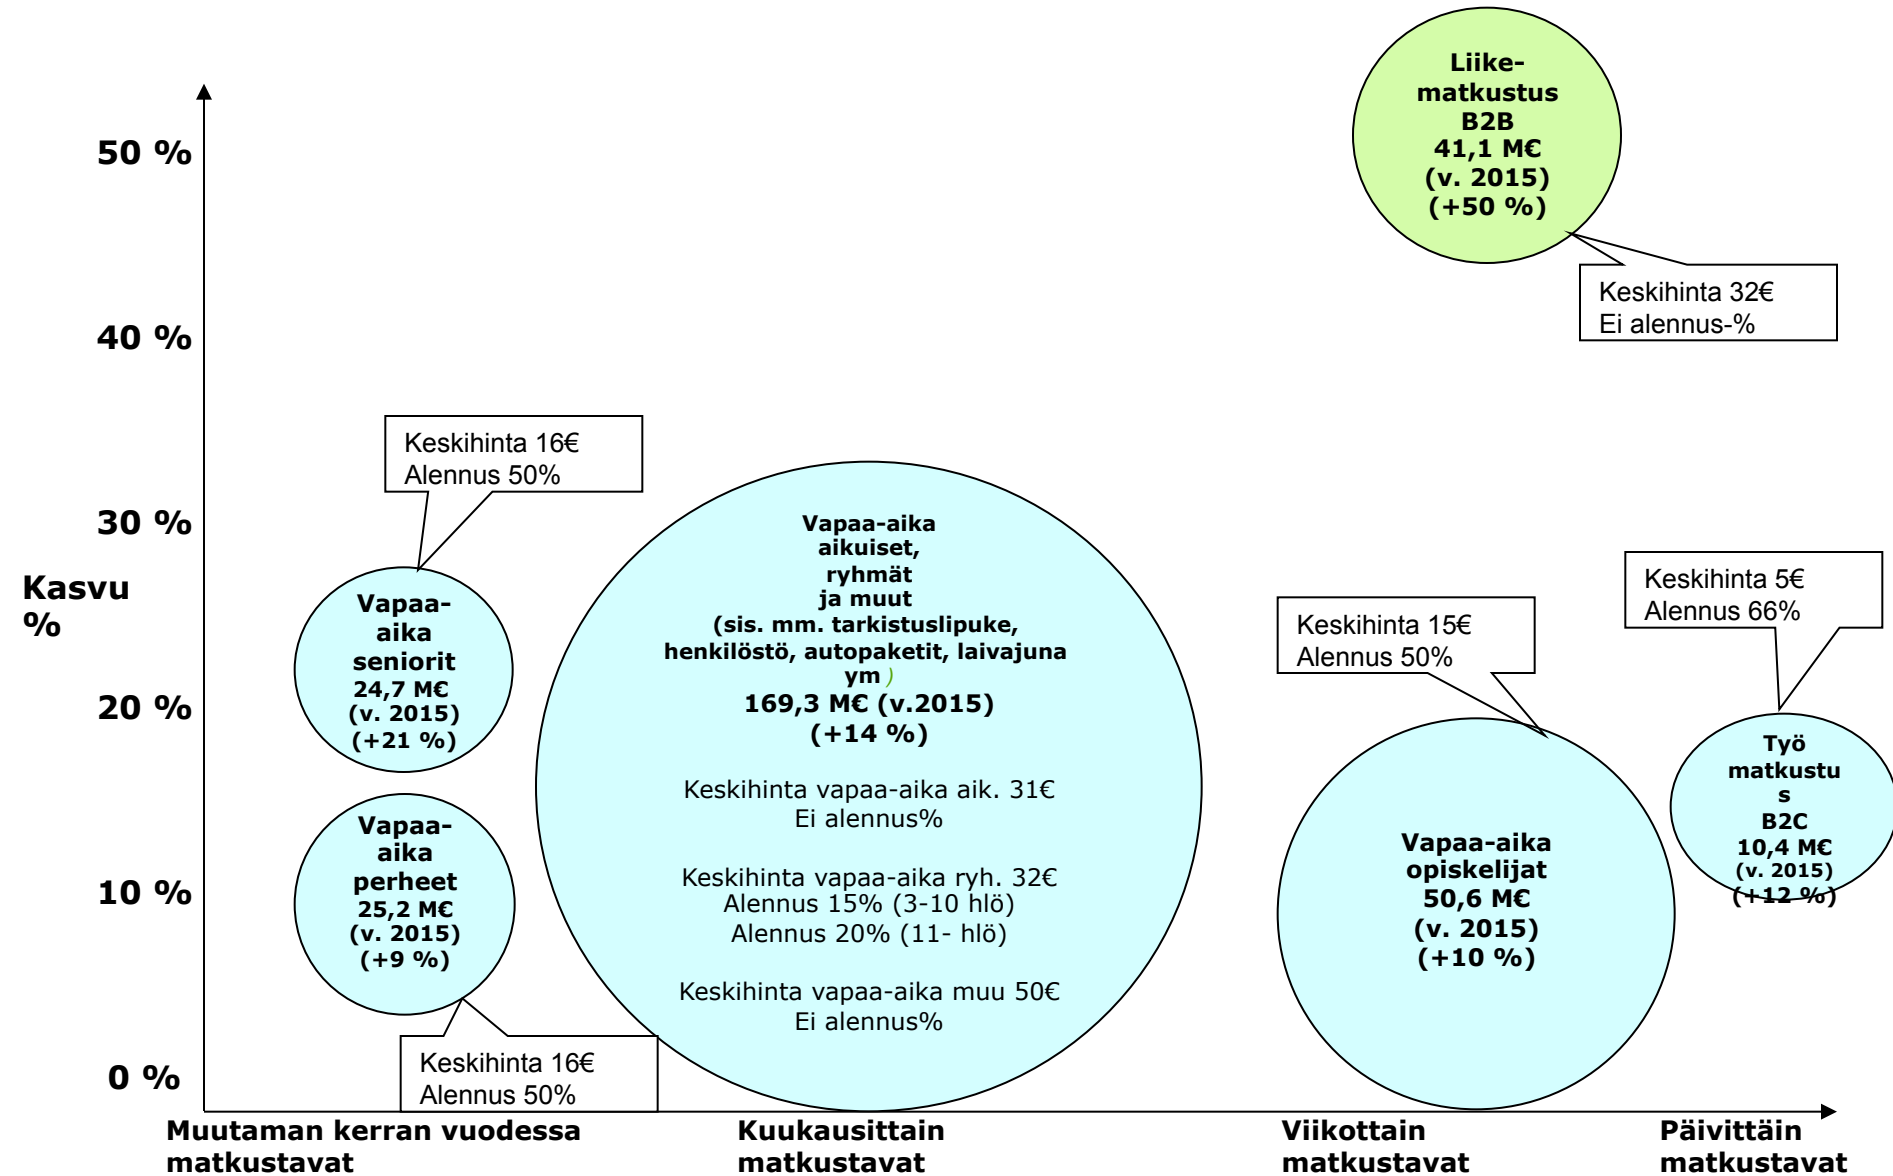 Liike-
matkustus
B2B
41,1 M€
(v. 2015)
(+50 %)
Keskihinta 32€
Ei alennus-%
50 %
40 %
30 %
20 %
10 %
0 %
Kasvu
%
Keskihinta 16€
Alennus 50%
Vapaa-
aika
seniorit
24,7 M€
(v. 2015)
(+21 %)
Vapaa-
aika
perheet
25,2 M€
(v. 2015)
(+9 %)
Keskihinta 16€
Alennus 50%
Vapaa-aika
aikuiset,
ryhmät
ja muut
(sis. mm. tarkistuslipuke,
henkilöstö, autopaketit, laivajuna
ym)
169,3 M€ (v.2015)
(+14 %)
Keskihinta vapaa-aika aik. 31€
Ei alennus%
Keskihinta vapaa-aika ryh. 32€
Alennus 15% (3-10 hlö)
Alennus 20% (11- hlö)
Keskihinta vapaa-aika muu 50€
Ei alennus%
Keskihinta 15€
Alennus 50%
Vapaa-aika
opiskelijat
50,6 M€
(v. 2015)
(+10 %)
Keskihinta 5€
Alennus 66%
Työ
matkustu
s
B2C
10,4 M€
(v. 2015)
(+12 %)
Muutaman kerran vuodessa
matkustavat
Kuukausittain
matkustavat
Viikottain
matkustavat
Päivittäin
matkustavat